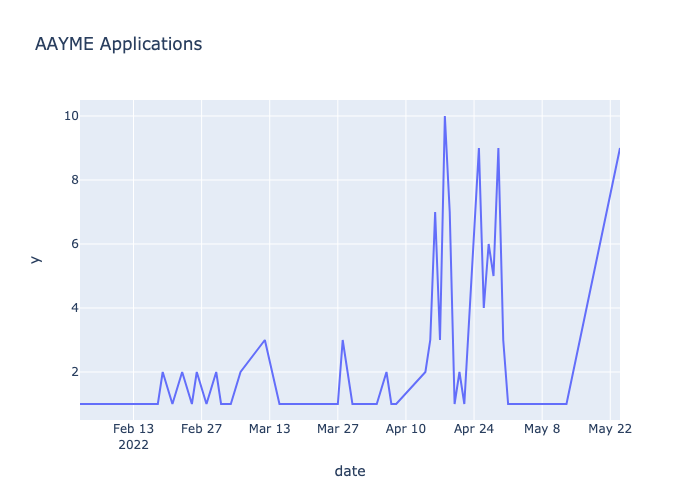 AAYME Applications
10
8
6
4
2
y
Feb 13
2022
Feb 27
Mar 13
Mar 27
Apr 10
Apr 24
May 8
May 22
date